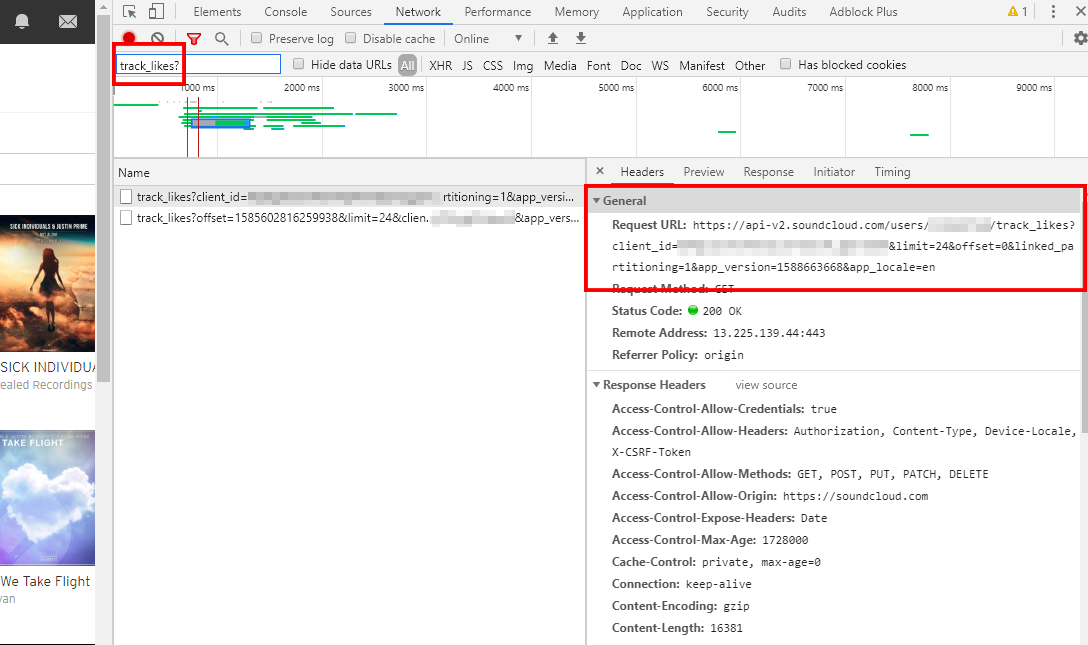 Elements Console Sources Network Performance Memory Application Security Audits Adblock Plus 1
Preserve log Disable cache Online
track_likes? Hide data URLs All XHR JS CSS Img Media Font Doc WS Manifest Other Has blocked cookies
1000 ms 2000 ms 3000 ms 4000 ms 5000 ms 6000 ms 7000 ms 8000 ms 9000 ms
Name
track_likes?client_id= rtitioning=1&app_versi...
track_likes?offset=1585602816259938&limit=24&clien. &app_vers...
Headers Preview Response Initiator Timing
General
Request URL: https://api-v2.soundcloud.com/users/ /track_likes?
client_id= &limit=24&offset=0&linked_pa
rtitioning=1&app_version=1588663668&app_locale=en
Request Method: GET
Status Code: 200 OK
Remote Address: 13.225.139.44:443
Referrer Policy: origin
Response Headers view source
Access-Control-Allow-Credentials: true
Access-Control-Allow-Headers: Authorization, Content-Type, Device-Locale,
X-CSRF-Token
Access-Control-Allow-Methods: GET, POST, PUT, PATCH, DELETE
Access-Control-Allow-Origin: https://soundcloud.com
Access-Control-Expose-Headers: Date
Access-Control-Max-Age: 1728000
Cache-Control: private, max-age=0
Connection: keep-alive
Content-Encoding: gzip
Content-Length: 16381
SICK INDIVIDUALS & JUSTIN PRIME
SICK INDIVIDUA
ealed Recordings
TAKE FLIGHT
We Take Flight
van